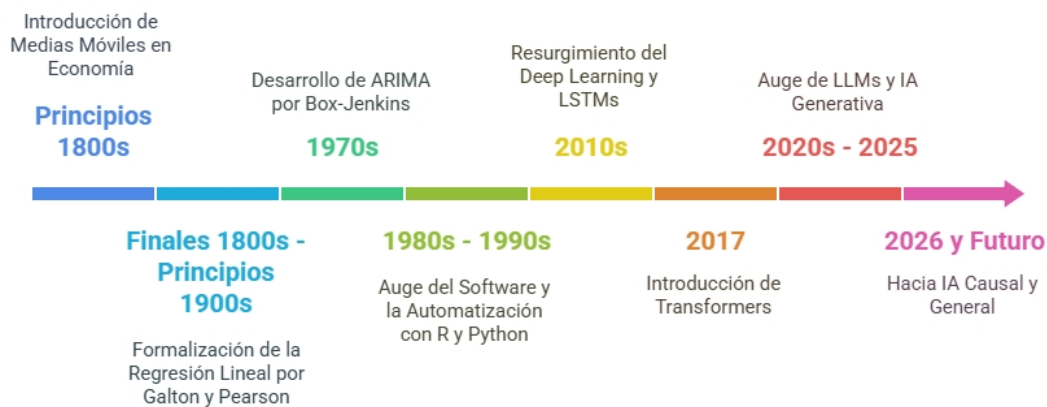 Introducción de
Medias Móviles en
Economía
Principios
1800s
Finales 1800s -
Principios
1900s
Formalización de la
Regresión Lineal por
Galton y Pearson
Desarrollo de ARIMA
por Box-Jenkins
1970s
1980s - 1990s
Auge del Software y
la Automatización
con R y Python
Resurgimiento del
Deep Learning y
LSTMs
2010s
2017
Introducción de
Transformers
Auge de LLMs y IA
Generativa
2020s - 2025
2026 y Futuro
Hacia IA Causal y
General